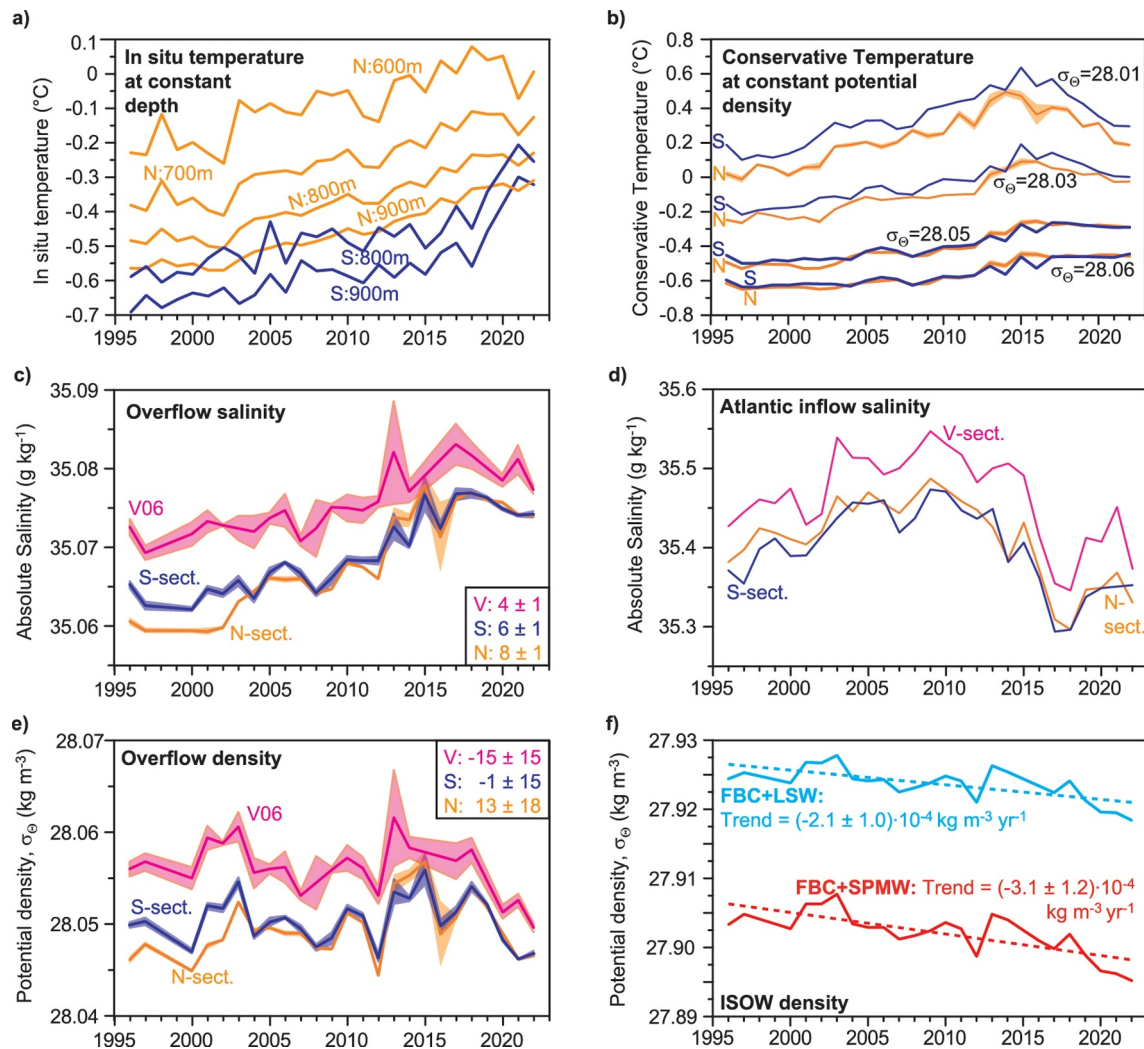 a)
In situ temperature
at constant
depth
In situ temperature (°C)
0.1
0
-0.1
-0.2
-0.3
-0.4
-0.5
-0.6
-0.7
N:600m
N:700m
N:800m
N:900m
S:800m
S:900m
1995 2000 2005 2010 2015 2020
b)
Conservative Temperature
at constant potential
density
Conservative Temperature (°C)
0.8
0.6
0.4
0.2
0
-0.2
-0.4
-0.6
-0.8
σΘ=28.01
σΘ=28.03
σΘ=28.05
σΘ=28.06
S
N
S
N
S
N
S
N
1995 2000 2005 2010 2015 2020
c)
Overflow salinity
Absolute Salinity (g kg⁻¹)
35.09
35.08
35.07
35.06
V06
S-sect.
N-sect.
V: 4 ± 1
S: 6 ± 1
N: 8 ± 1
1995 2000 2005 2010 2015 2020
d)
Atlantic inflow salinity
Absolute Salinity (g kg⁻¹)
35.6
35.5
35.4
35.3
V-sect.
S-sect.
N-
sect.
1995 2000 2005 2010 2015 2020
e)
Overflow density
Potential density, σΘ (kg m⁻³)
28.07
28.06
28.05
28.04
V06
S-sect.
N-sect.
V: -15 ± 15
S: -1 ± 15
N: 13 ± 18
1995 2000 2005 2010 2015 2020
f)
Potential density, σΘ (kg m⁻³)
27.93
27.92
27.91
27.90
27.89
FBC+LSW:
Trend = (-2.1 ± 1.0)·10⁻⁴ kg m⁻³ yr⁻¹
FBC+SPMW: Trend = (-3.1 ± 1.2)·10⁻⁴
kg m⁻³ yr⁻¹
ISOW density
1995 2000 2005 2010 2015 2020